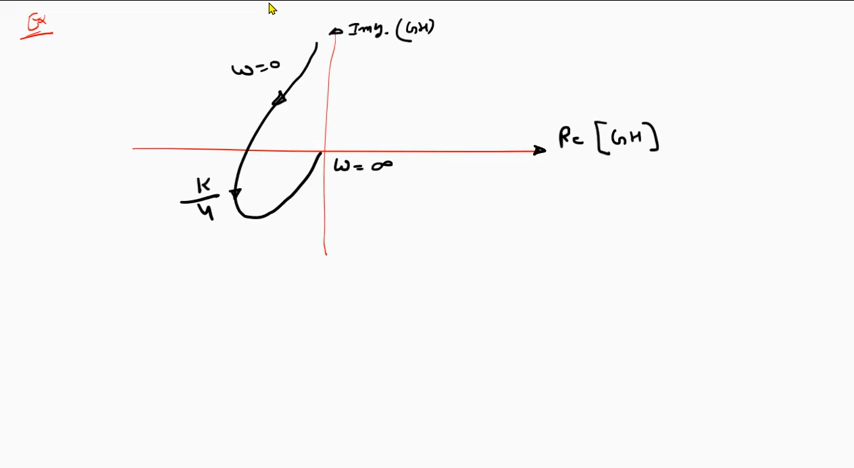 Ex
Img. (GH)
ω=0
Re [GH]
ω=∞
K
4